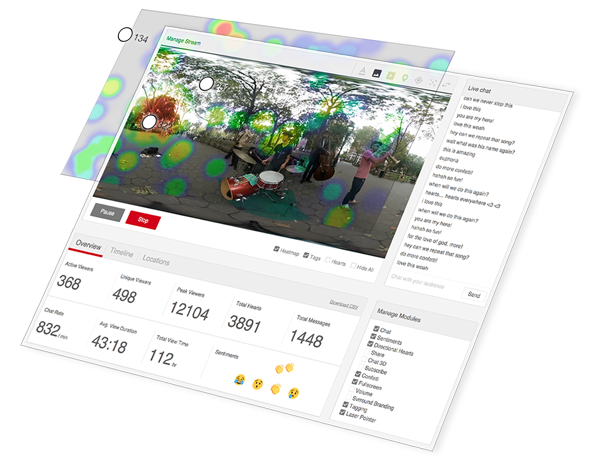 134
Manage Stream
Live chat
can we never stop this
i love this
you are my hero!
love this woah
hey can we repeat that song?
wait what was his name again?
this is amazing
euphoria
do more confetti!
hahsh so fun!
when will we do this again?
hearts... hearts everywhere <3 <3
I love this
when will we do this again?
you are my hero!
hahsh so fun!
for the love of god, more!
hey can we repeat that song?
do more confetti!
love this woah
Chat with your audience
Send
Pause
Stop
Heatmap
Tags
Hearts
Hide All
Overview
Timeline
Locations
Download CSV
Active Viewers
368
Unique Viewers
498
Peak Viewers
12104
Total Hearts
3891
Total Messages
1448
Chat Rate
832 / min
Avg. View Duration
43:18
Total View Time
112 hr
Sentiments
Manage Modules
Chat
Sentiments
Directional Hearts
Share
Chat 3D
Subscribe
Confetti
Fullscreen
Volume
Surround Branding
Tagging
Laser Pointer